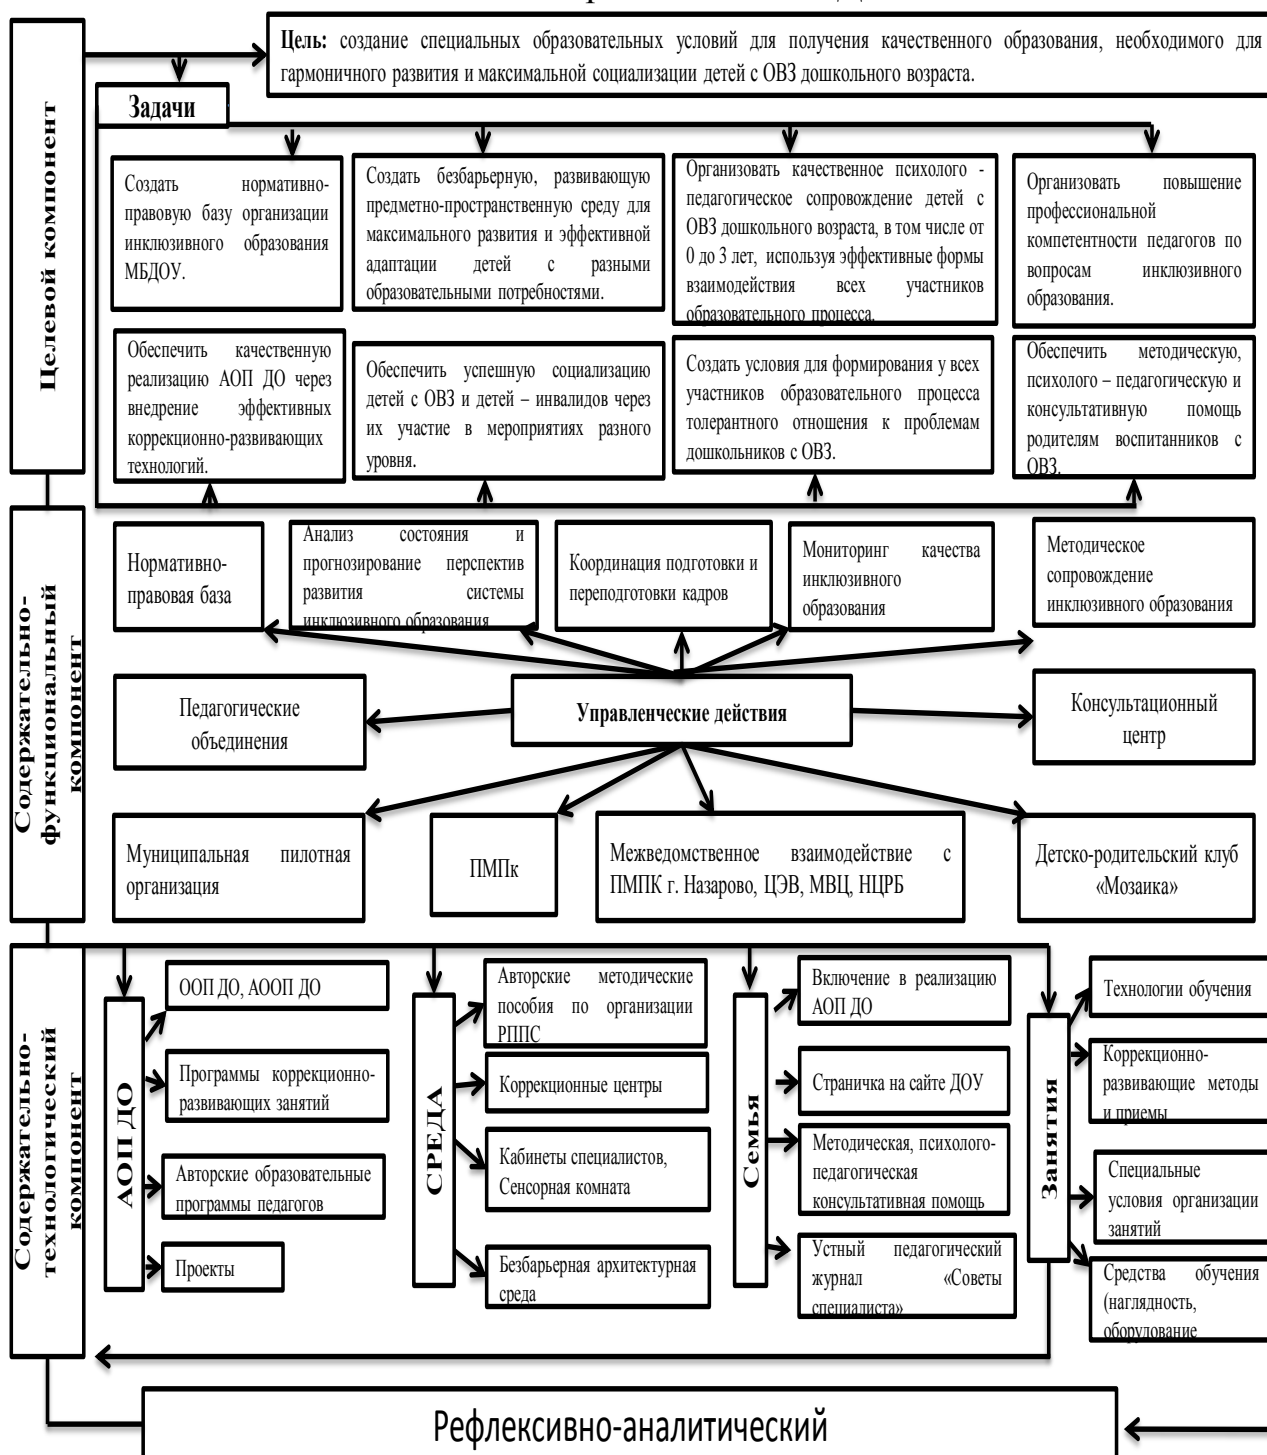 Цель: создание специальных образовательных условий для получения качественного образования, необходимого для
гармоничного развития и максимальной социализации детей с ОВЗ дошкольного возраста.
Задачи
Целевой компонент
Создать нормативно-
правовую базу организации
инклюзивного образования
МБДОУ.
Создать безбарьерную, развивающую
предметно-пространственную среду для
максимального развития и эффективной
адаптации детей с разными
образовательными потребностями.
Организовать качественное психолого -
педагогическое сопровождение детей с
ОВЗ дошкольного возраста, в том числе от
0 до 3 лет, используя эффективные формы
взаимодействия всех участников
образовательного процесса.
Организовать повышение
профессиональной
компетентности педагогов по
вопросам инклюзивного
образования.
Обеспечить качественную
реализацию АОП ДО через
внедрение эффективных
коррекционно-развивающих
технологий.
Обеспечить успешную социализацию
детей с ОВЗ и детей – инвалидов через
их участие в мероприятиях разного
уровня.
Создать условия для формирования у всех
участников образовательного процесса
толерантного отношения к проблемам
дошкольников с ОВЗ.
Обеспечить методическую,
психолого – педагогическую и
консультативную помощь
родителям воспитанников с
ОВЗ.
Содержательно-
функциональный
компонент
Нормативно-
правовая база
Анализ состояния и
прогнозирование перспектив
развития системы
инклюзивного образования
Координация подготовки и
переподготовки кадров
Мониторинг качества
инклюзивного
образования
Методическое
сопровождение
инклюзивного образования
Педагогические
объединения
Управленческие действия
Консультационный
центр
Муниципальная пилотная
организация
ПМПк
Межведомственное взаимодействие с
ПМПК г. Назарово, ЦЭВ, МВЦ, НЦРБ
Детско-родительский клуб
«Мозаика»
Содержательно-
технологический
компонент
АОП ДО
ООП ДО, АООП ДО
Программы коррекционно-
развивающих занятий
Авторские образовательные
программы педагогов
Проекты
СРЕДА
Авторские методические
пособия по организации
РППС
Коррекционные центры
Кабинеты специалистов,
Сенсорная комната
Безбарьерная архитектурная
среда
Семья
Включение в реализацию
АОП ДО
Страничка на сайте ДОУ
Методическая, психолого-
педагогическая
консультативная помощь
Устный педагогический
журнал «Советы
специалиста»
Занятия
Технологии обучения
Коррекционно-
развивающие методы
и приемы
Специальные
условия организации
занятий
Средства обучения
(наглядность,
оборудование
Рефлексивно-аналитический